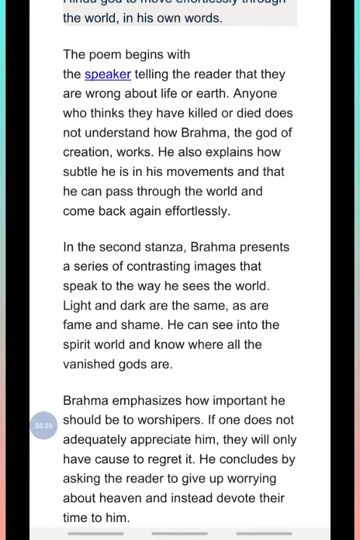 Hindu god to move effortlessly through
the world, in his own words.
The poem begins with
the speaker telling the reader that they
are wrong about life or earth. Anyone
who thinks they have killed or died does
not understand how Brahma, the god of
creation, works. He also explains how
subtle he is in his movements and that
he can pass through the world and
come back again effortlessly.
In the second stanza, Brahma presents
a series of contrasting images that
speak to the way he sees the world.
Light and dark are the same, as are
fame and shame. He can see into the
spirit world and know where all the
vanished gods are.
Brahma emphasizes how important he
03:25
should be to worshipers. If one does not
adequately appreciate him, they will only
have cause to regret it. He concludes by
asking the reader to give up worrying
about heaven and instead devote their
time to him.